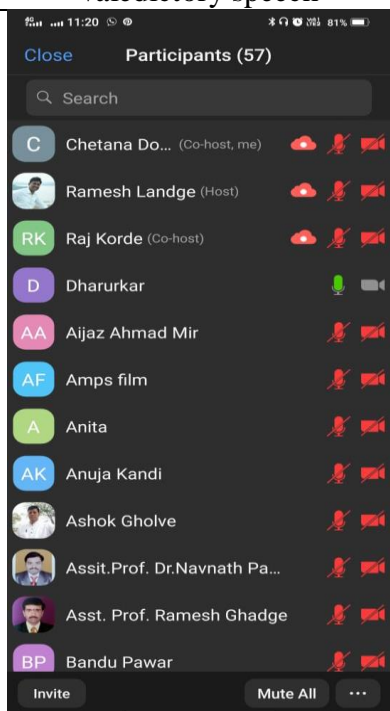 valedictory speech
11:20
81%
Close
Participants (57)
Search
C
Chetana Do... (Co-host, me)
Ramesh Landge (Host)
RK
Raj Korde (Co-host)
D
Dharurkar
AA
Aijaz Ahmad Mir
AF
Amps film
A
Anita
AK
Anuja Kandi
Ashok Gholve
Assit.Prof. Dr.Navnath Pa...
Asst. Prof. Ramesh Ghadge
BP
Bandu Pawar
Invite
Mute All
...